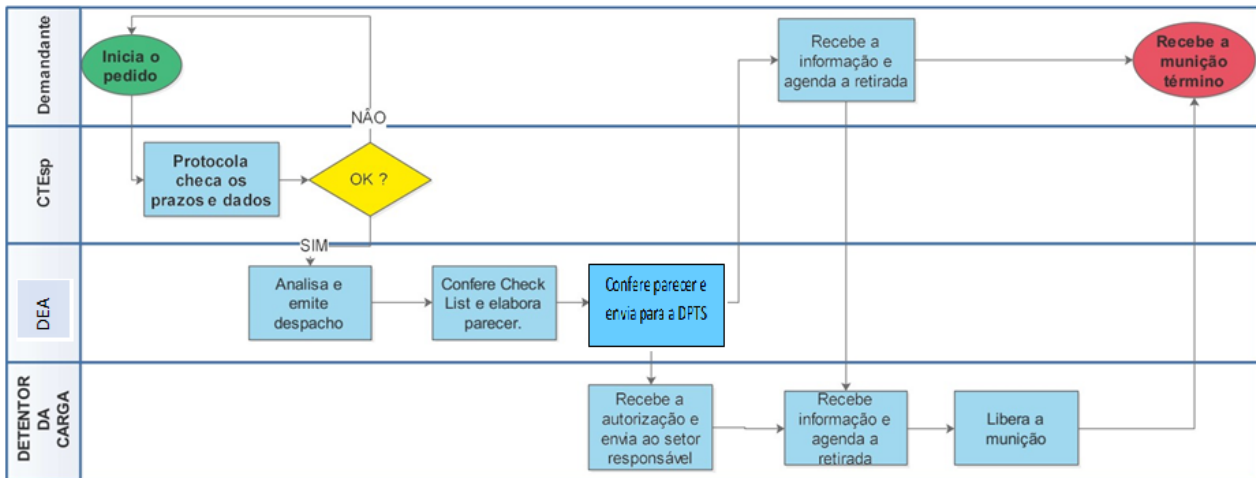 Demandante
Inicia o
pedido
Recebe a
informação e
agenda a retirada
Recebe a
munição
término
NÃO
CTEsp
Protocola
checa os
prazos e dados
OK ?
SIM
DEA
Analisa e
emite
despacho
Confere Check
List e elabora
parecer.
Confere parecer e
envia para a DPTS
DETENTOR
DA
CARGA
Recebe a
autorização e
envia ao setor
responsável
Recebe
informação e
agenda a
retirada
Libera a
munição